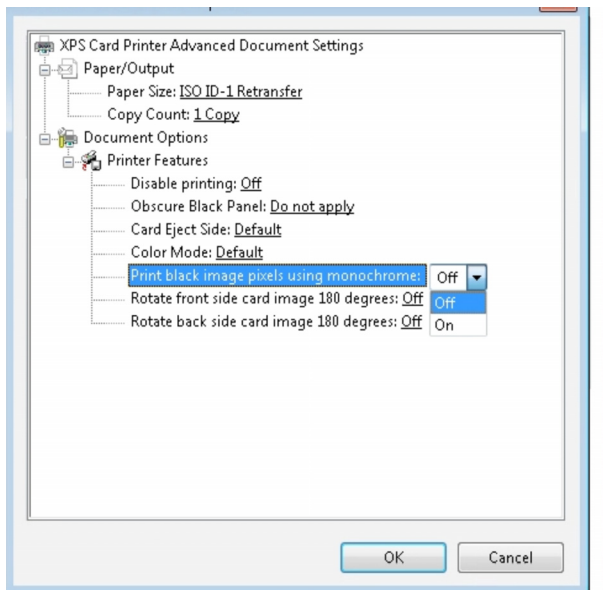 XPS Card Printer Advanced Document Settings
Paper/Output
Paper Size: ISO ID-1 Retransfer
Copy Count: 1 Copy
Document Options
Printer Features
Disable printing: Off
Obscure Black Panel: Do not apply
Card Eject Side: Default
Color Mode: Default
Print black image pixels using monochrome: Off
Rotate front side card image 180 degrees: Off
Off
Rotate back side card image 180 degrees: Off
On
OK
Cancel